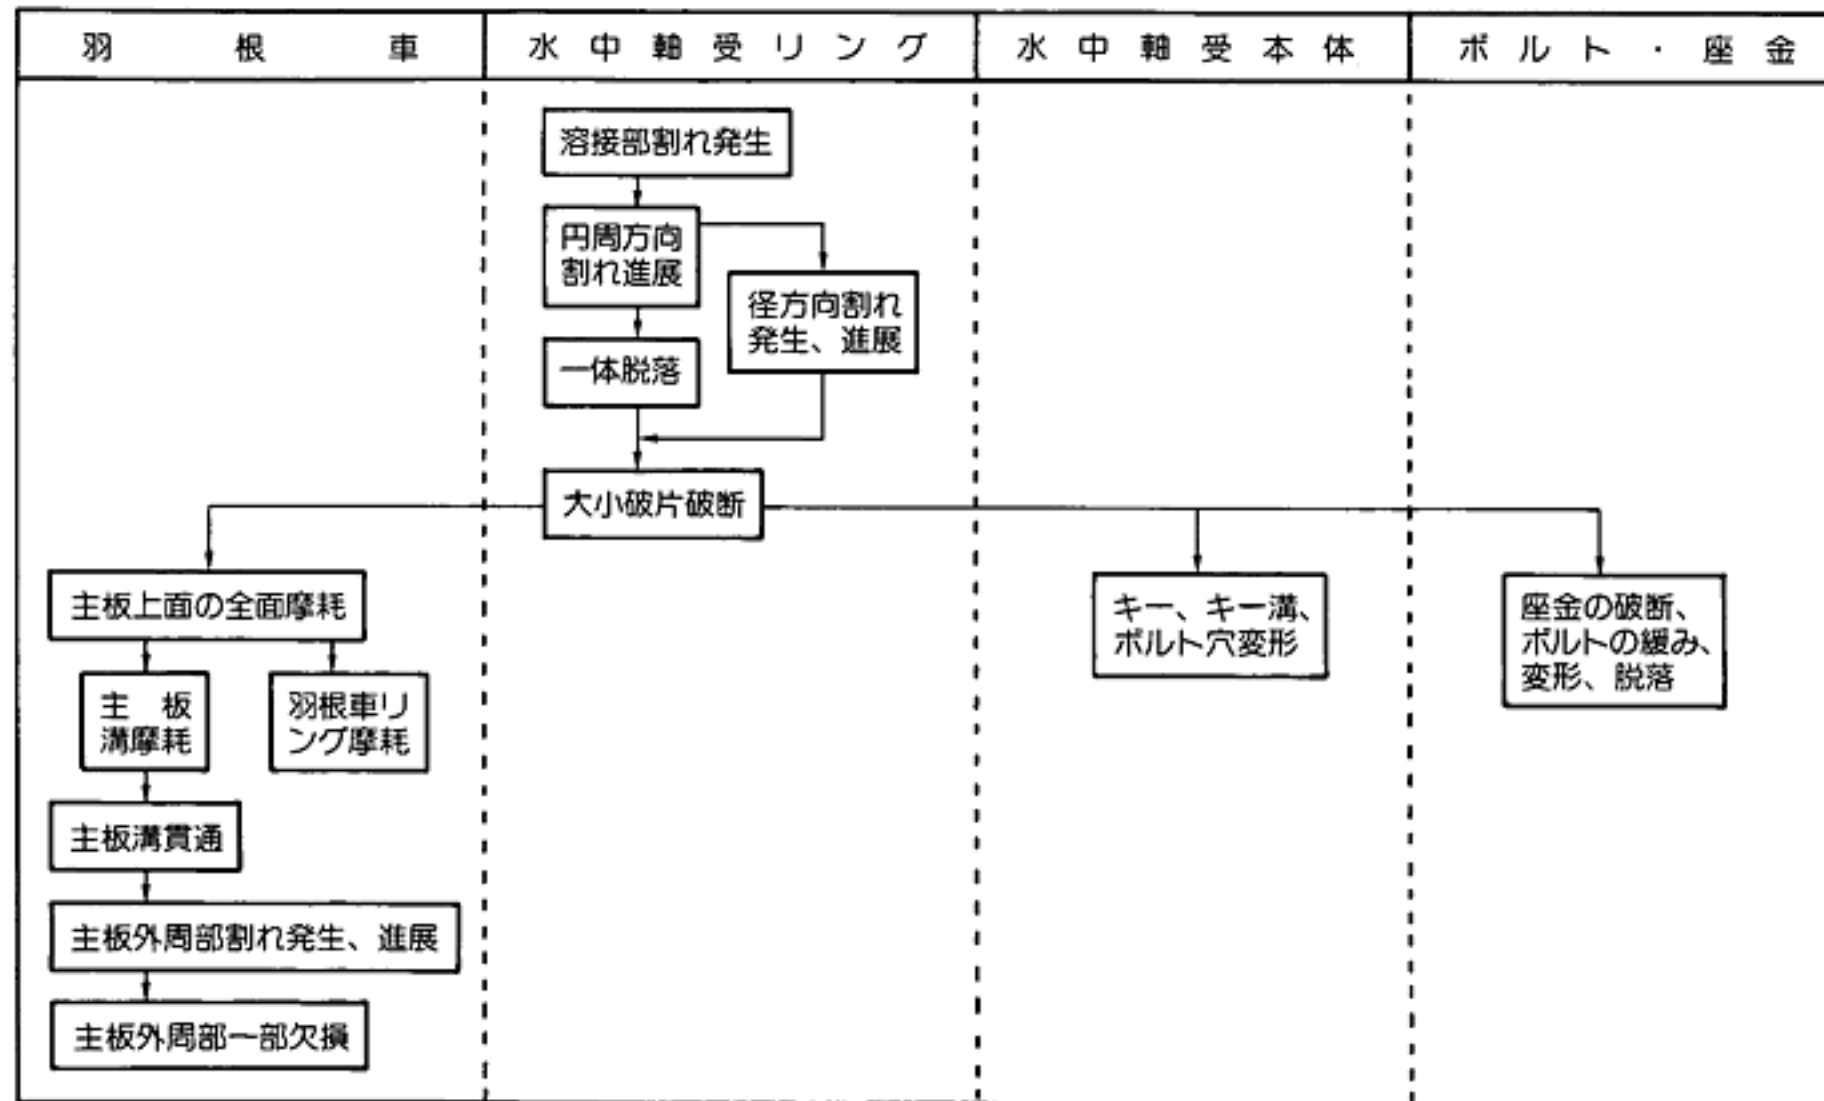 羽根車
水中軸受リング
水中軸受本体
ボルト・座金
溶接部割れ発生
円周方向
割れ進展
径方向割れ
発生、進展
一体脱落
大小破片破断
主板上面の全面摩耗
主板
溝摩耗
羽根車リ
ング摩耗
主板溝貫通
主板外周部割れ発生、進展
主板外周部一部欠損
キー、キー溝、
ボルト穴変形
座金の破断、
ボルトの緩み、
変形、脱落